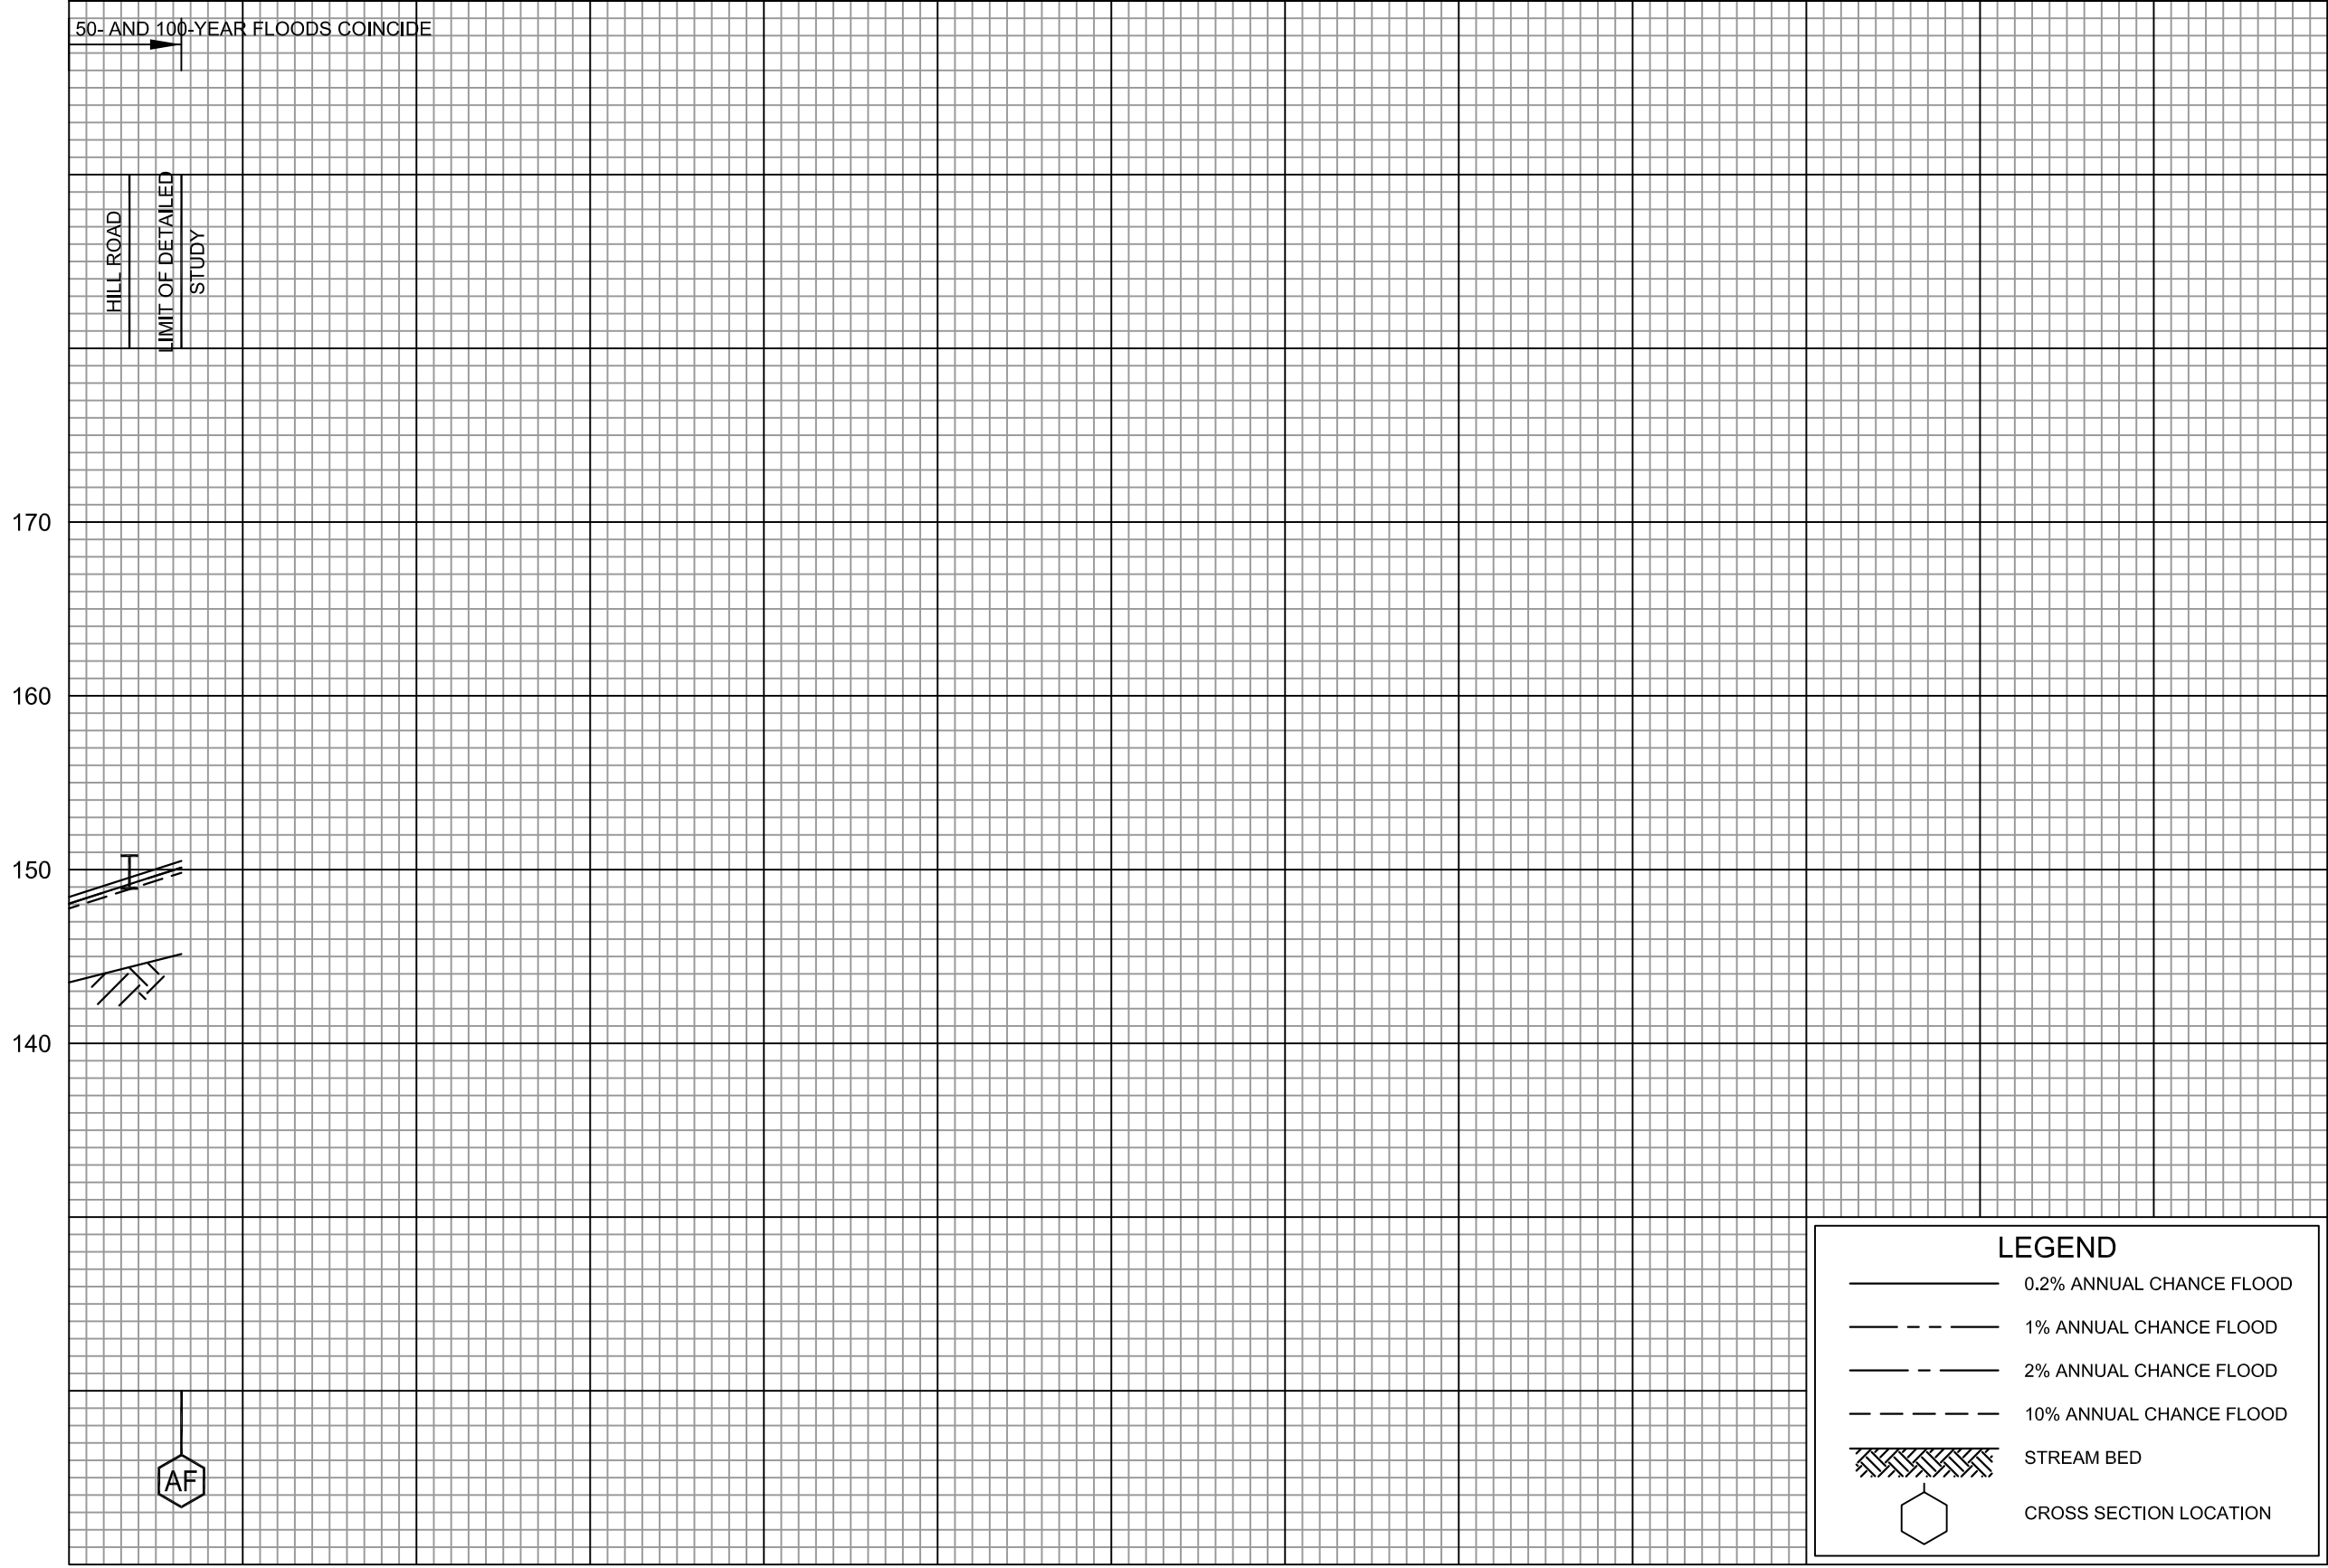 50- AND 100-YEAR FLOODS COINCIDE
HILL ROAD
LIMIT OF DETAILED
STUDY
170
160
150
140
AF
LEGEND
0.2% ANNUAL CHANCE FLOOD
1% ANNUAL CHANCE FLOOD
2% ANNUAL CHANCE FLOOD
10% ANNUAL CHANCE FLOOD
STREAM BED
CROSS SECTION LOCATION